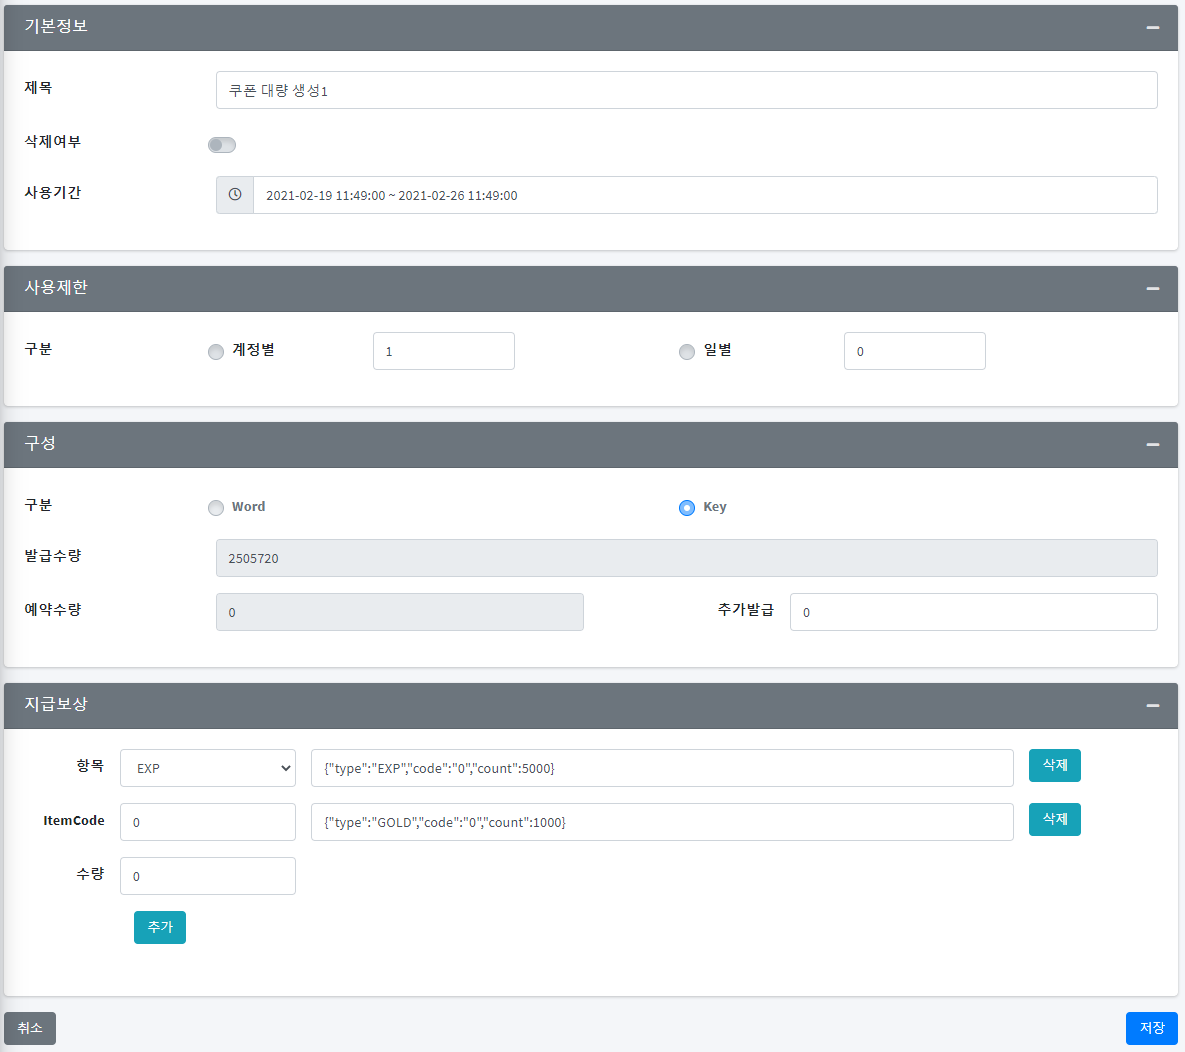 기본정보
제목 쿠폰 대량 생성1
삭제여부
사용기간 2021-02-19 11:49:00 ~ 2021-02-26 11:49:00
사용제한
구분 계정별 1 일별 0
구성
구분 Word Key
발급수량 2505720
예약수량 0 추가발급 0
지급보상
항목 EXP {"type":"EXP","code":"0","count":5000} 삭제
ItemCode 0 {"type":"GOLD","code":"0","count":1000} 삭제
수량 0
추가
취소 저장